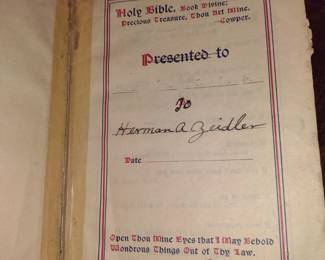 Holy Bible, Book Divine;
Precious Treasure, Thou Art Mine.
Cowper.
Presented to
To
Herman A Zeidler
Date
Open Thou Mine Eyes that I May Behold
Wondrous Things Out of Thy Law.